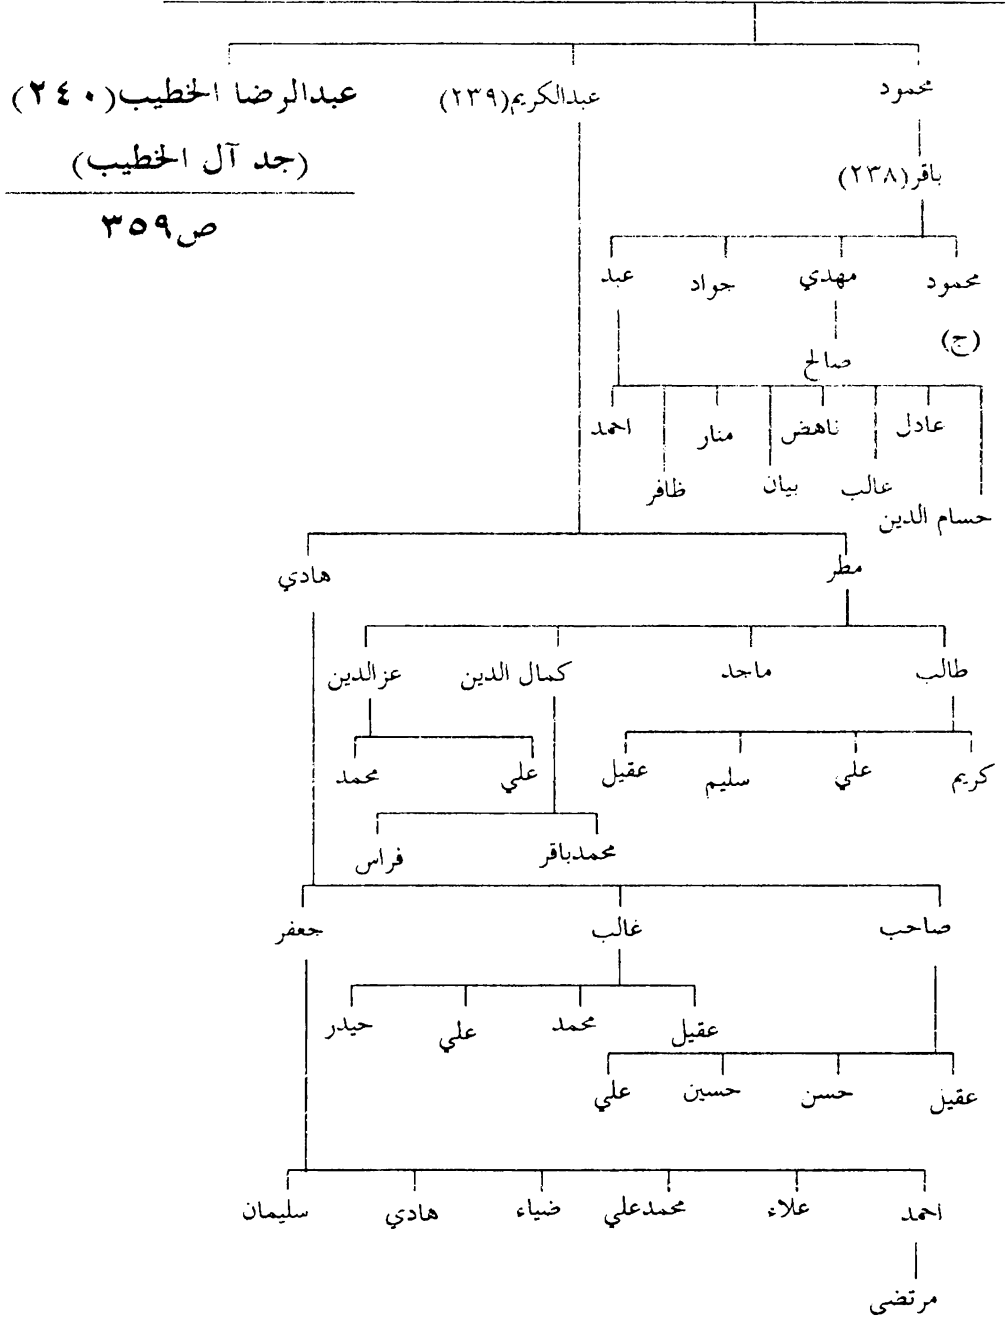 محمود
عبدالكريم(٢٣٩)
عبدالرضا الخطيب(٢٤٠)
(جد آل الخطيب)
ص٣٥٩
باقر(٢٣٨)
محمود مهدي جواد عبد
(ج)
صالح
عادل ناهض منار احمد
غالب بيان ظافر
حسام الدين
مطر هادي
طالب ماجد كمال الدين عزالدين
كريم علي سليم عقيل علي محمد
محمدباقر فراس
صاحب غالب جعفر
عقيل محمد علي حيدر
عقيل حسن حسين علي
احمد علاء محمدعلي ضياء هادي سليمان
مرتضى